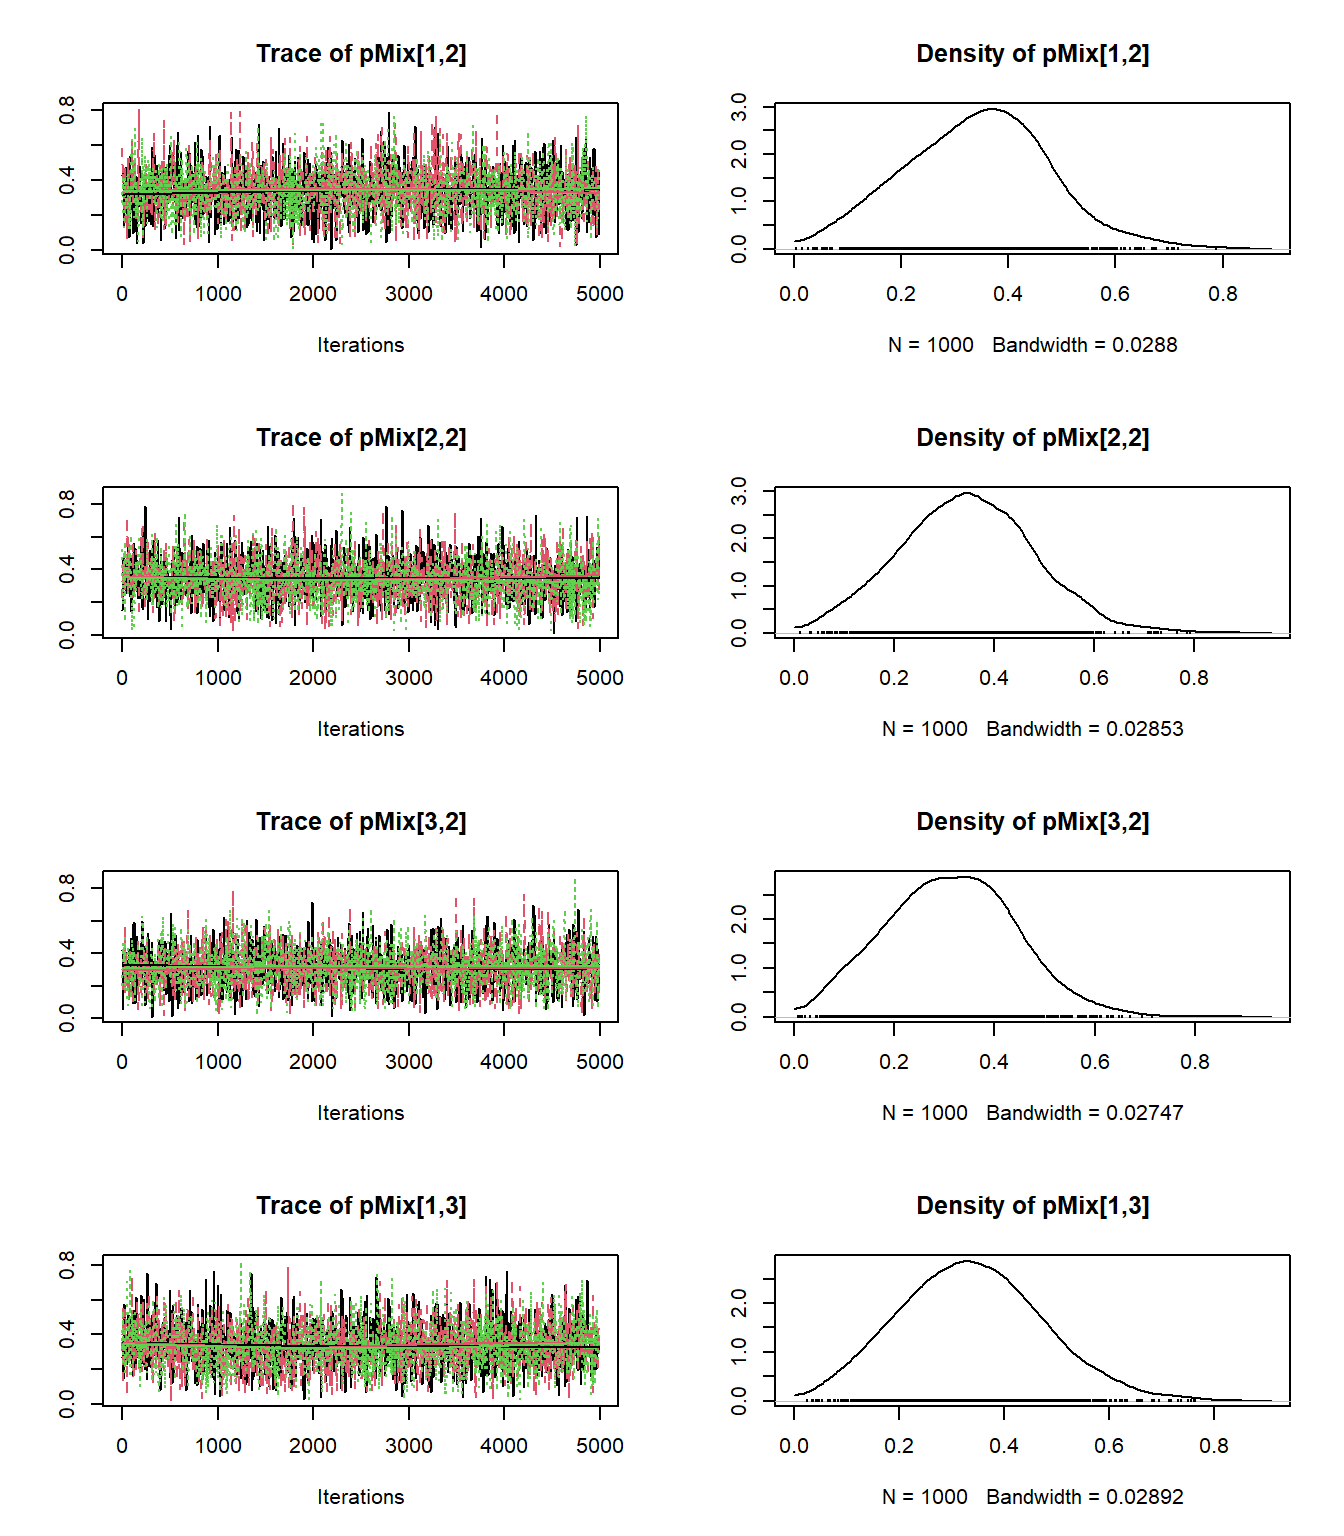 Trace of pMix[1,2]
0.0 0.4 0.8
0 1000 2000 3000 4000 5000
Iterations
Density of pMix[1,2]
0.0 1.0 2.0 3.0
0.0 0.2 0.4 0.6 0.8
N = 1000 Bandwidth = 0.0288
Trace of pMix[2,2]
0.0 0.4 0.8
0 1000 2000 3000 4000 5000
Iterations
Density of pMix[2,2]
0.0 1.0 2.0 3.0
0.0 0.2 0.4 0.6 0.8
N = 1000 Bandwidth = 0.02853
Trace of pMix[3,2]
0.0 0.4 0.8
0 1000 2000 3000 4000 5000
Iterations
Density of pMix[3,2]
0.0 1.0 2.0
0.0 0.2 0.4 0.6 0.8
N = 1000 Bandwidth = 0.02747
Trace of pMix[1,3]
0.0 0.4 0.8
0 1000 2000 3000 4000 5000
Iterations
Density of pMix[1,3]
0.0 1.0 2.0
0.0 0.2 0.4 0.6 0.8
N = 1000 Bandwidth = 0.02892